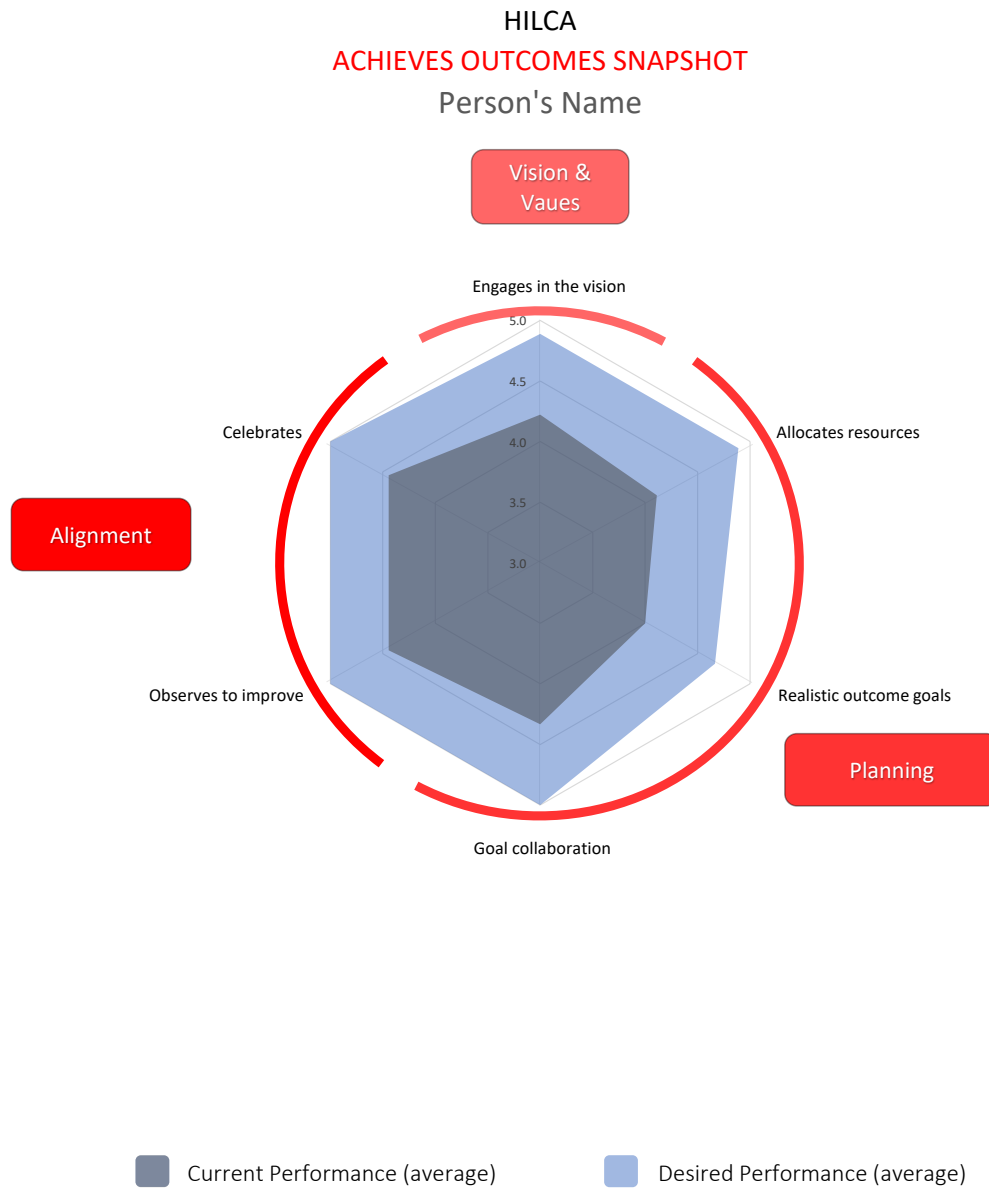 HILCA
ACHIEVES OUTCOMES SNAPSHOT
Person's Name
Vision &
Vaues
Engages in the vision
5.0
4.5
Celebrates
Allocates resources
4.0
3.5
Alignment
3.0
Observes to improve
Realistic outcome goals
Planning
Goal collaboration
Current Performance (average)
Desired Performance (average)